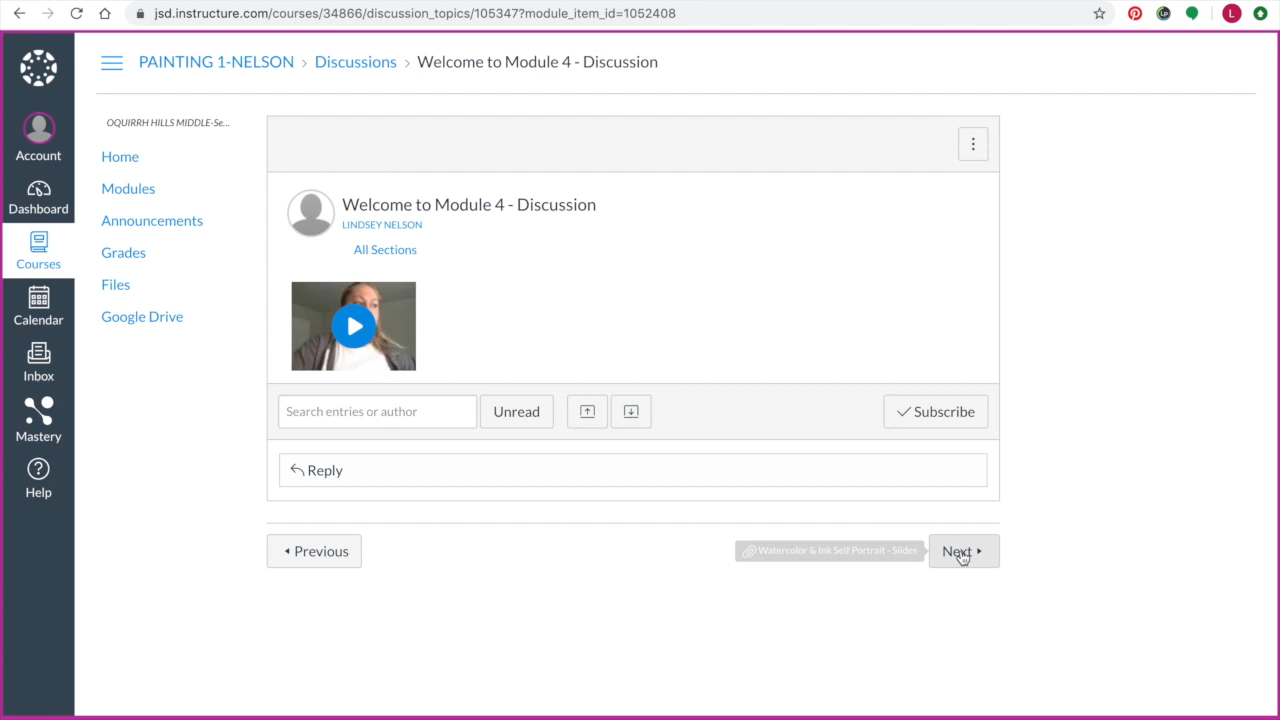 jsd.instructure.com/courses/34866/discussion_topics/105347?module_item_id=1052408
L
PAINTING 1-NELSON › Discussions › Welcome to Module 4 - Discussion
OQUIRRH HILLS MIDDLE-Se...
Home
Modules
Announcements
Grades
Files
Google Drive
Account
Dashboard
Courses
Calendar
Inbox
Mastery
Help
Welcome to Module 4 - Discussion
LINDSEY NELSON
All Sections
Search entries or author
Unread
Subscribe
Reply
Previous
Watercolor & Ink Self Portrait - Slides
Next